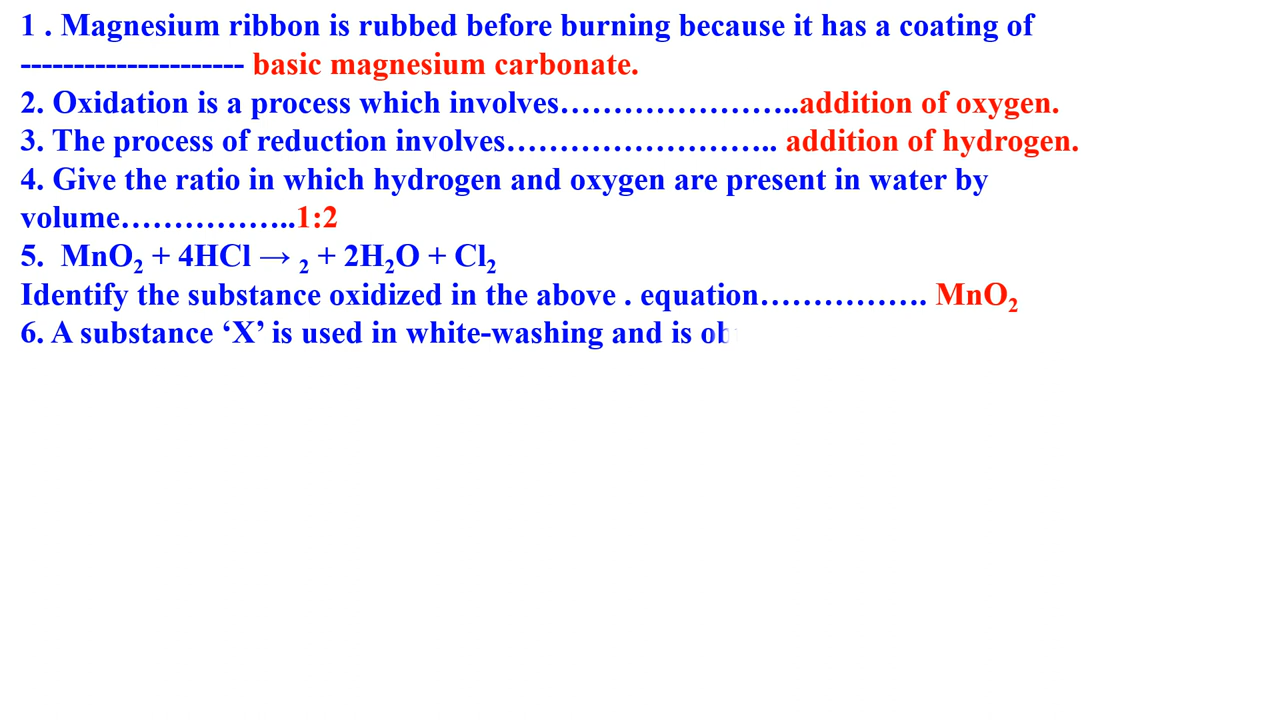 1 . Magnesium ribbon is rubbed before burning because it has a coating of
--------------------- basic magnesium carbonate.
2. Oxidation is a process which involves…………………..addition of oxygen.
3. The process of reduction involves…………………….. addition of hydrogen.
4. Give the ratio in which hydrogen and oxygen are present in water by
volume……………..1:2
5.  MnO₂ + 4HCl → ₂ + 2H₂O + Cl₂
Identify the substance oxidized in the above . equation……………. MnO₂
6. A substance ‘X’ is used in white-washing and is